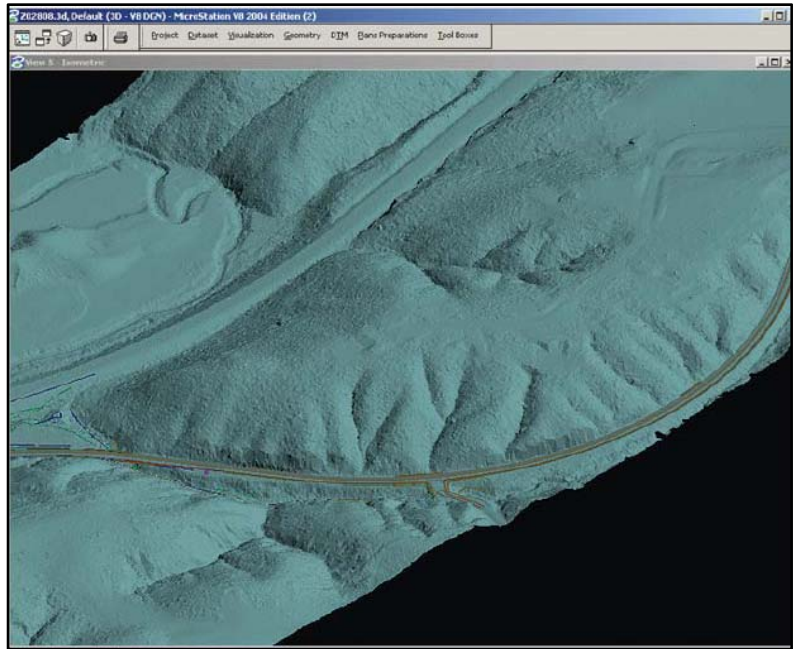 Z62808.3d, Default (3D - V8 DGN) - MicroStation V8 2004 Edition (2)
Project Dataset Visualization Geometry DTM Plans Preparations Tool Boxes
View 5 - Isometric